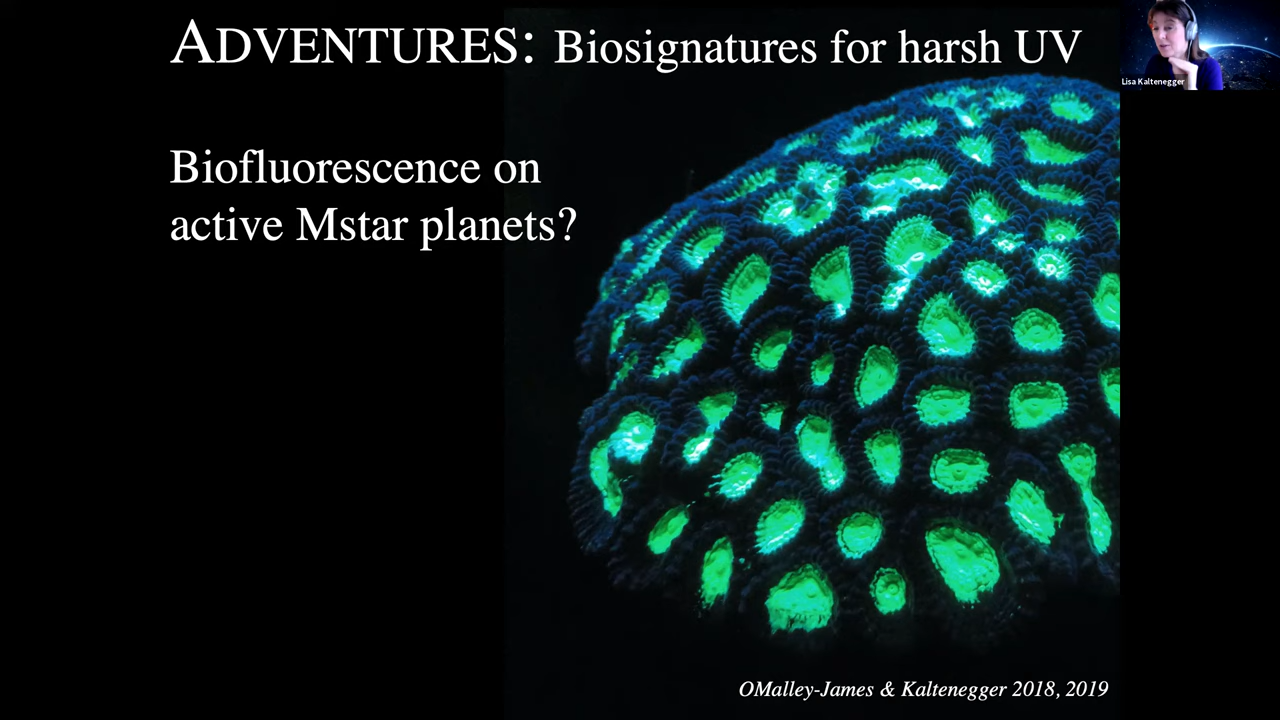 ADVENTURES: Biosignatures for harsh UV
Lisa Kaltenegger
Biofluorescence on
active Mstar planets?
OMalley-James & Kaltenegger 2018, 2019